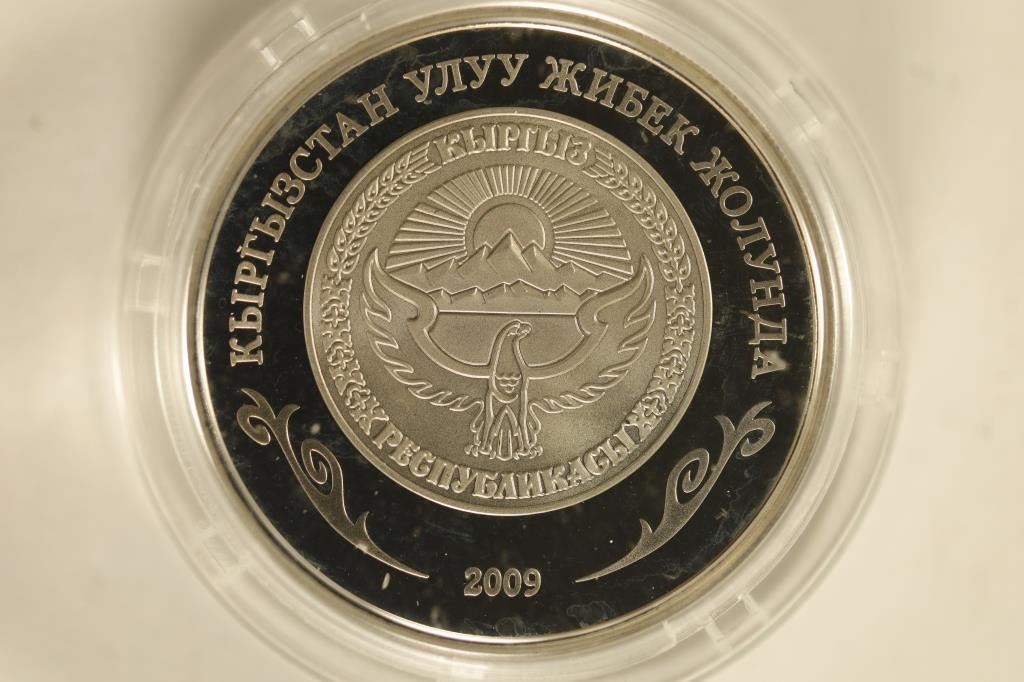 КЫРГЫЗСТАН УЛУУ ЖИБЕК ЖОЛУНДА
КЫРГЫЗ
РЕСПУБЛИКАСЫ
2009